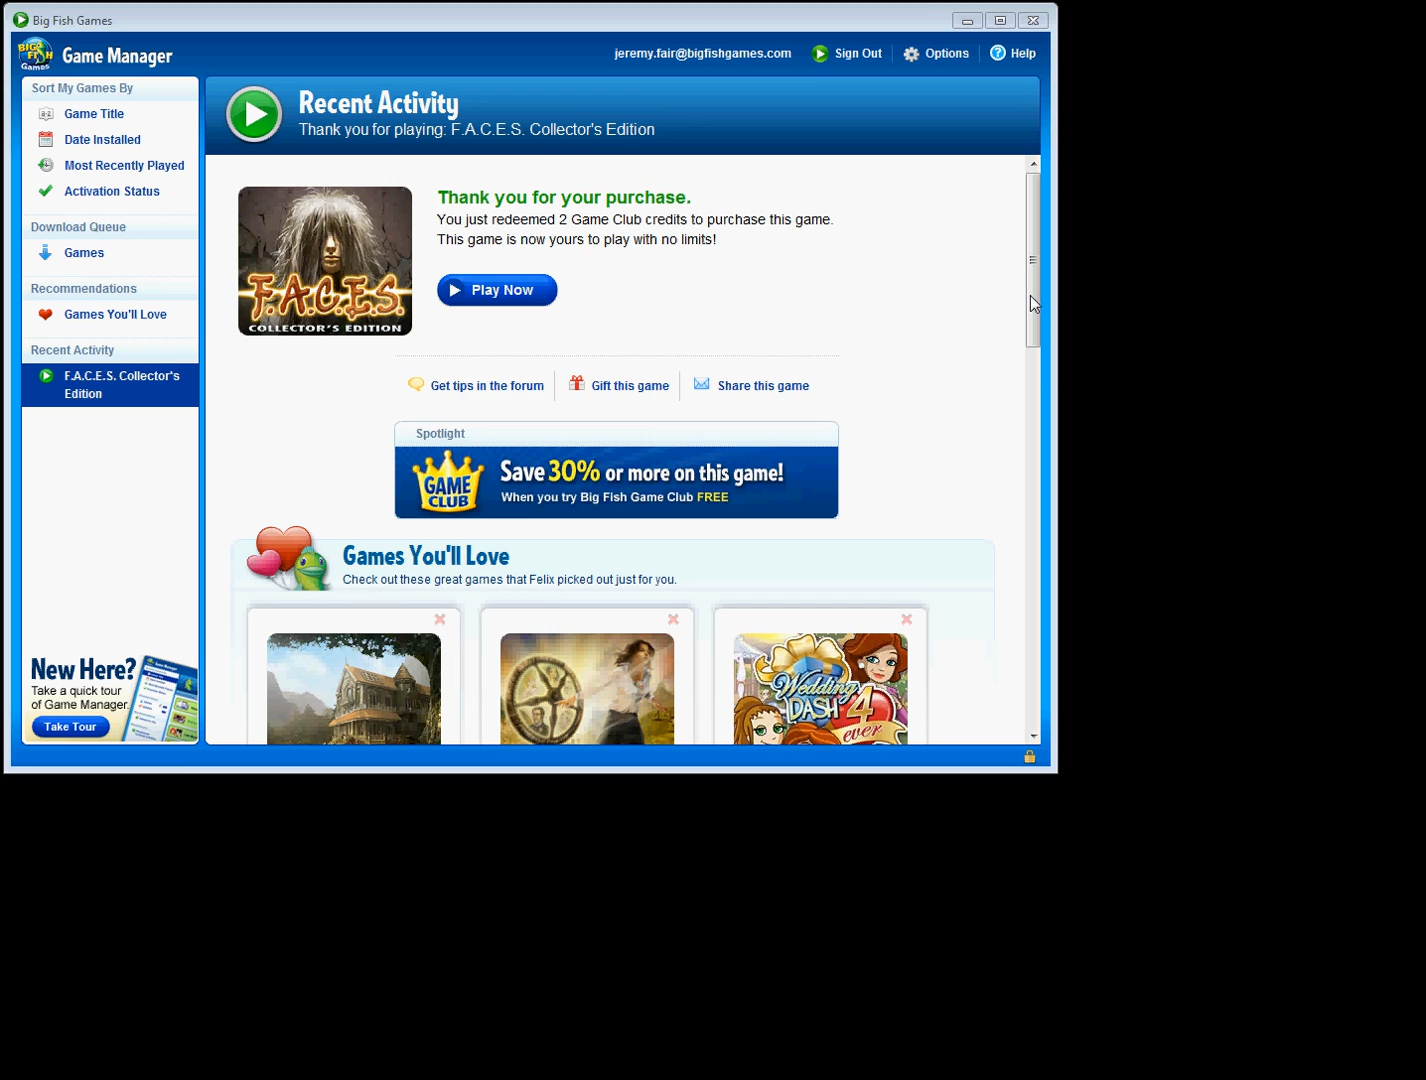 Big Fish Games
BIG FISH Games
Game Manager
jeremy.fair@bigfishgames.com
Sign Out
Options
Help
Sort My Games By
Game Title
Date Installed
Most Recently Played
Activation Status
Download Queue
Games
Recommendations
Games You'll Love
Recent Activity
F.A.C.E.S. Collector's
Edition
New Here?
Take a quick tour
of Game Manager.
Take Tour
Recent Activity
Thank you for playing: F.A.C.E.S. Collector's Edition
F.A.C.E.S.
COLLECTOR'S EDITION
Thank you for your purchase.
You just redeemed 2 Game Club credits to purchase this game.
This game is now yours to play with no limits!
Play Now
Get tips in the forum
Gift this game
Share this game
Spotlight
GAME
CLUB
Save 30% or more on this game!
When you try Big Fish Game Club FREE
Games You'll Love
Check out these great games that Felix picked out just for you.
Wedding
DASH 4
ever